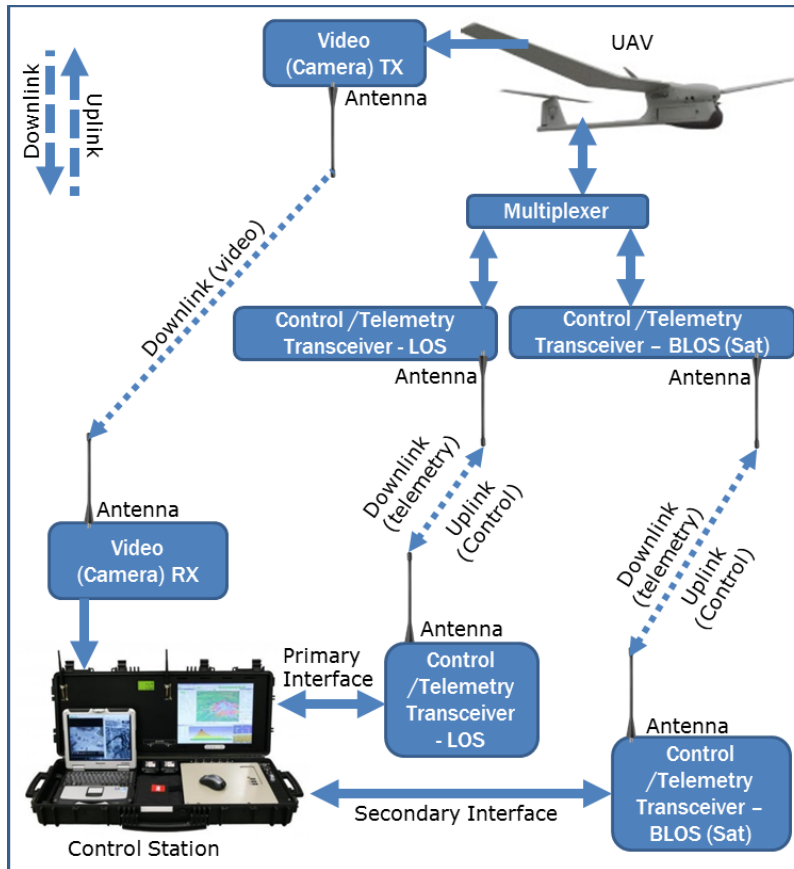 Video
(Camera) TX
UAV
Antenna
Downlink
Uplink
Multiplexer
Downlink (video)
Control /Telemetry
Transceiver - LOS
Control /Telemetry
Transceiver – BLOS (Sat)
Antenna
Antenna
Downlink
(telemetry)
Uplink
(Control)
Downlink
(telemetry)
Uplink
(Control)
Antenna
Video
(Camera) RX
Antenna
Primary
Interface
Control
/Telemetry
Transceiver
- LOS
Antenna
Control
/Telemetry
Transceiver –
BLOS (Sat)
Secondary Interface
Control Station